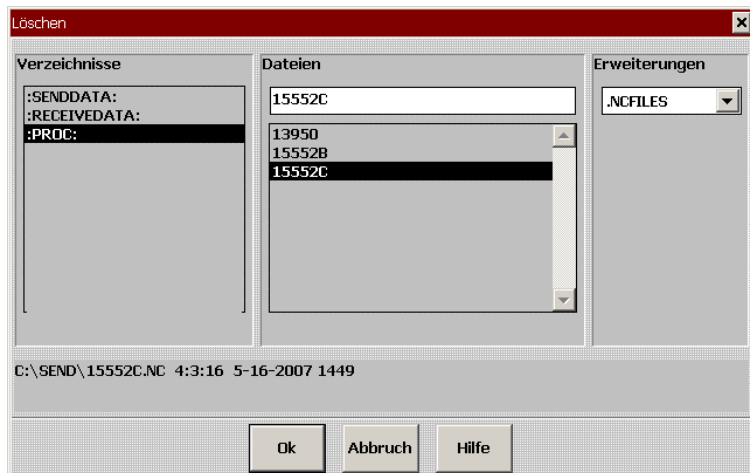 Löschen
Verzeichnisse
:SENDDATA:
:RECEIVEDATA:
:PROC:
Dateien
15552C
13950
15552B
15552C
Erweiterungen
.NCFILES
C:\SEND\15552C.NC 4:3:16 5-16-2007 1449
Ok
Abbruch
Hilfe